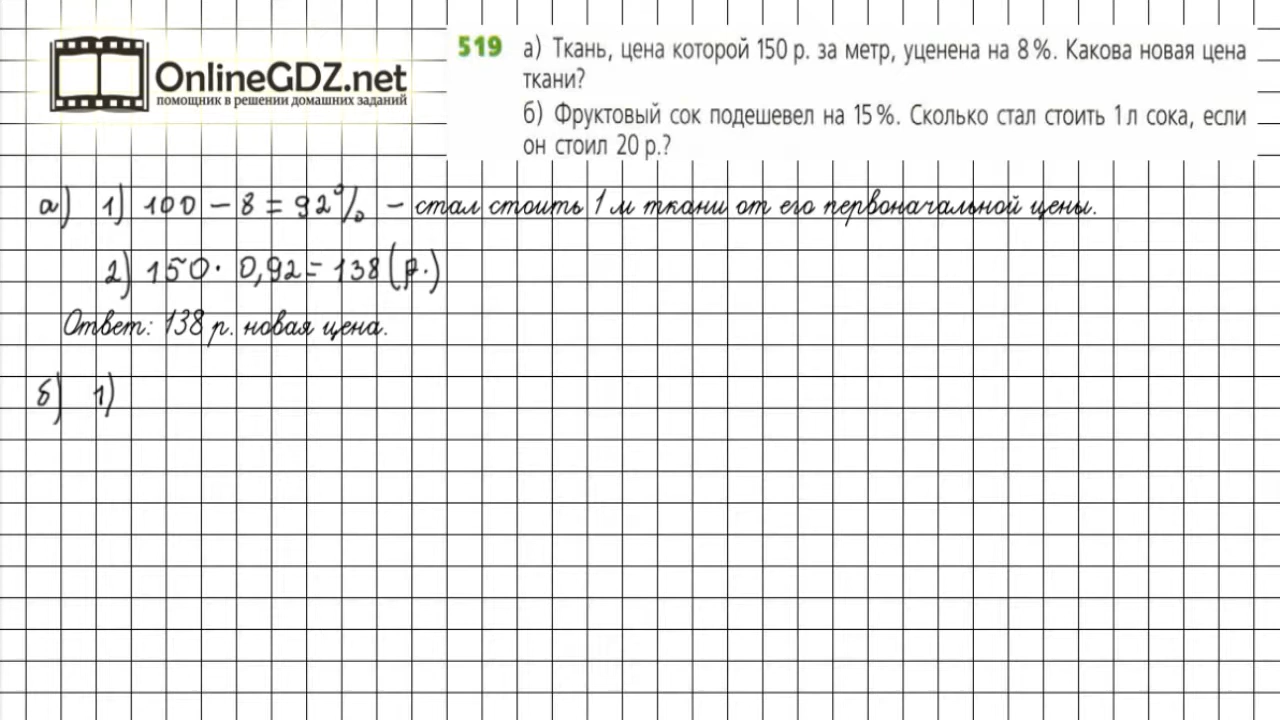 OnlineGDZ.net
помощник в решении домашних заданий
519 а) Ткань, цена которой 150 р. за метр, уценена на 8 %. Какова новая цена
ткани?
б) Фруктовый сок подешевел на 15 %. Сколько стал стоить 1 л сока, если
он стоил 20 р.?
а) 1) 100 - 8 = 92% - стал стоить 1 м ткани от его первоначальной цены.
2) 150 · 0,92 = 138 (р.)
Ответ: 138 р. новая цена.
б) 1)